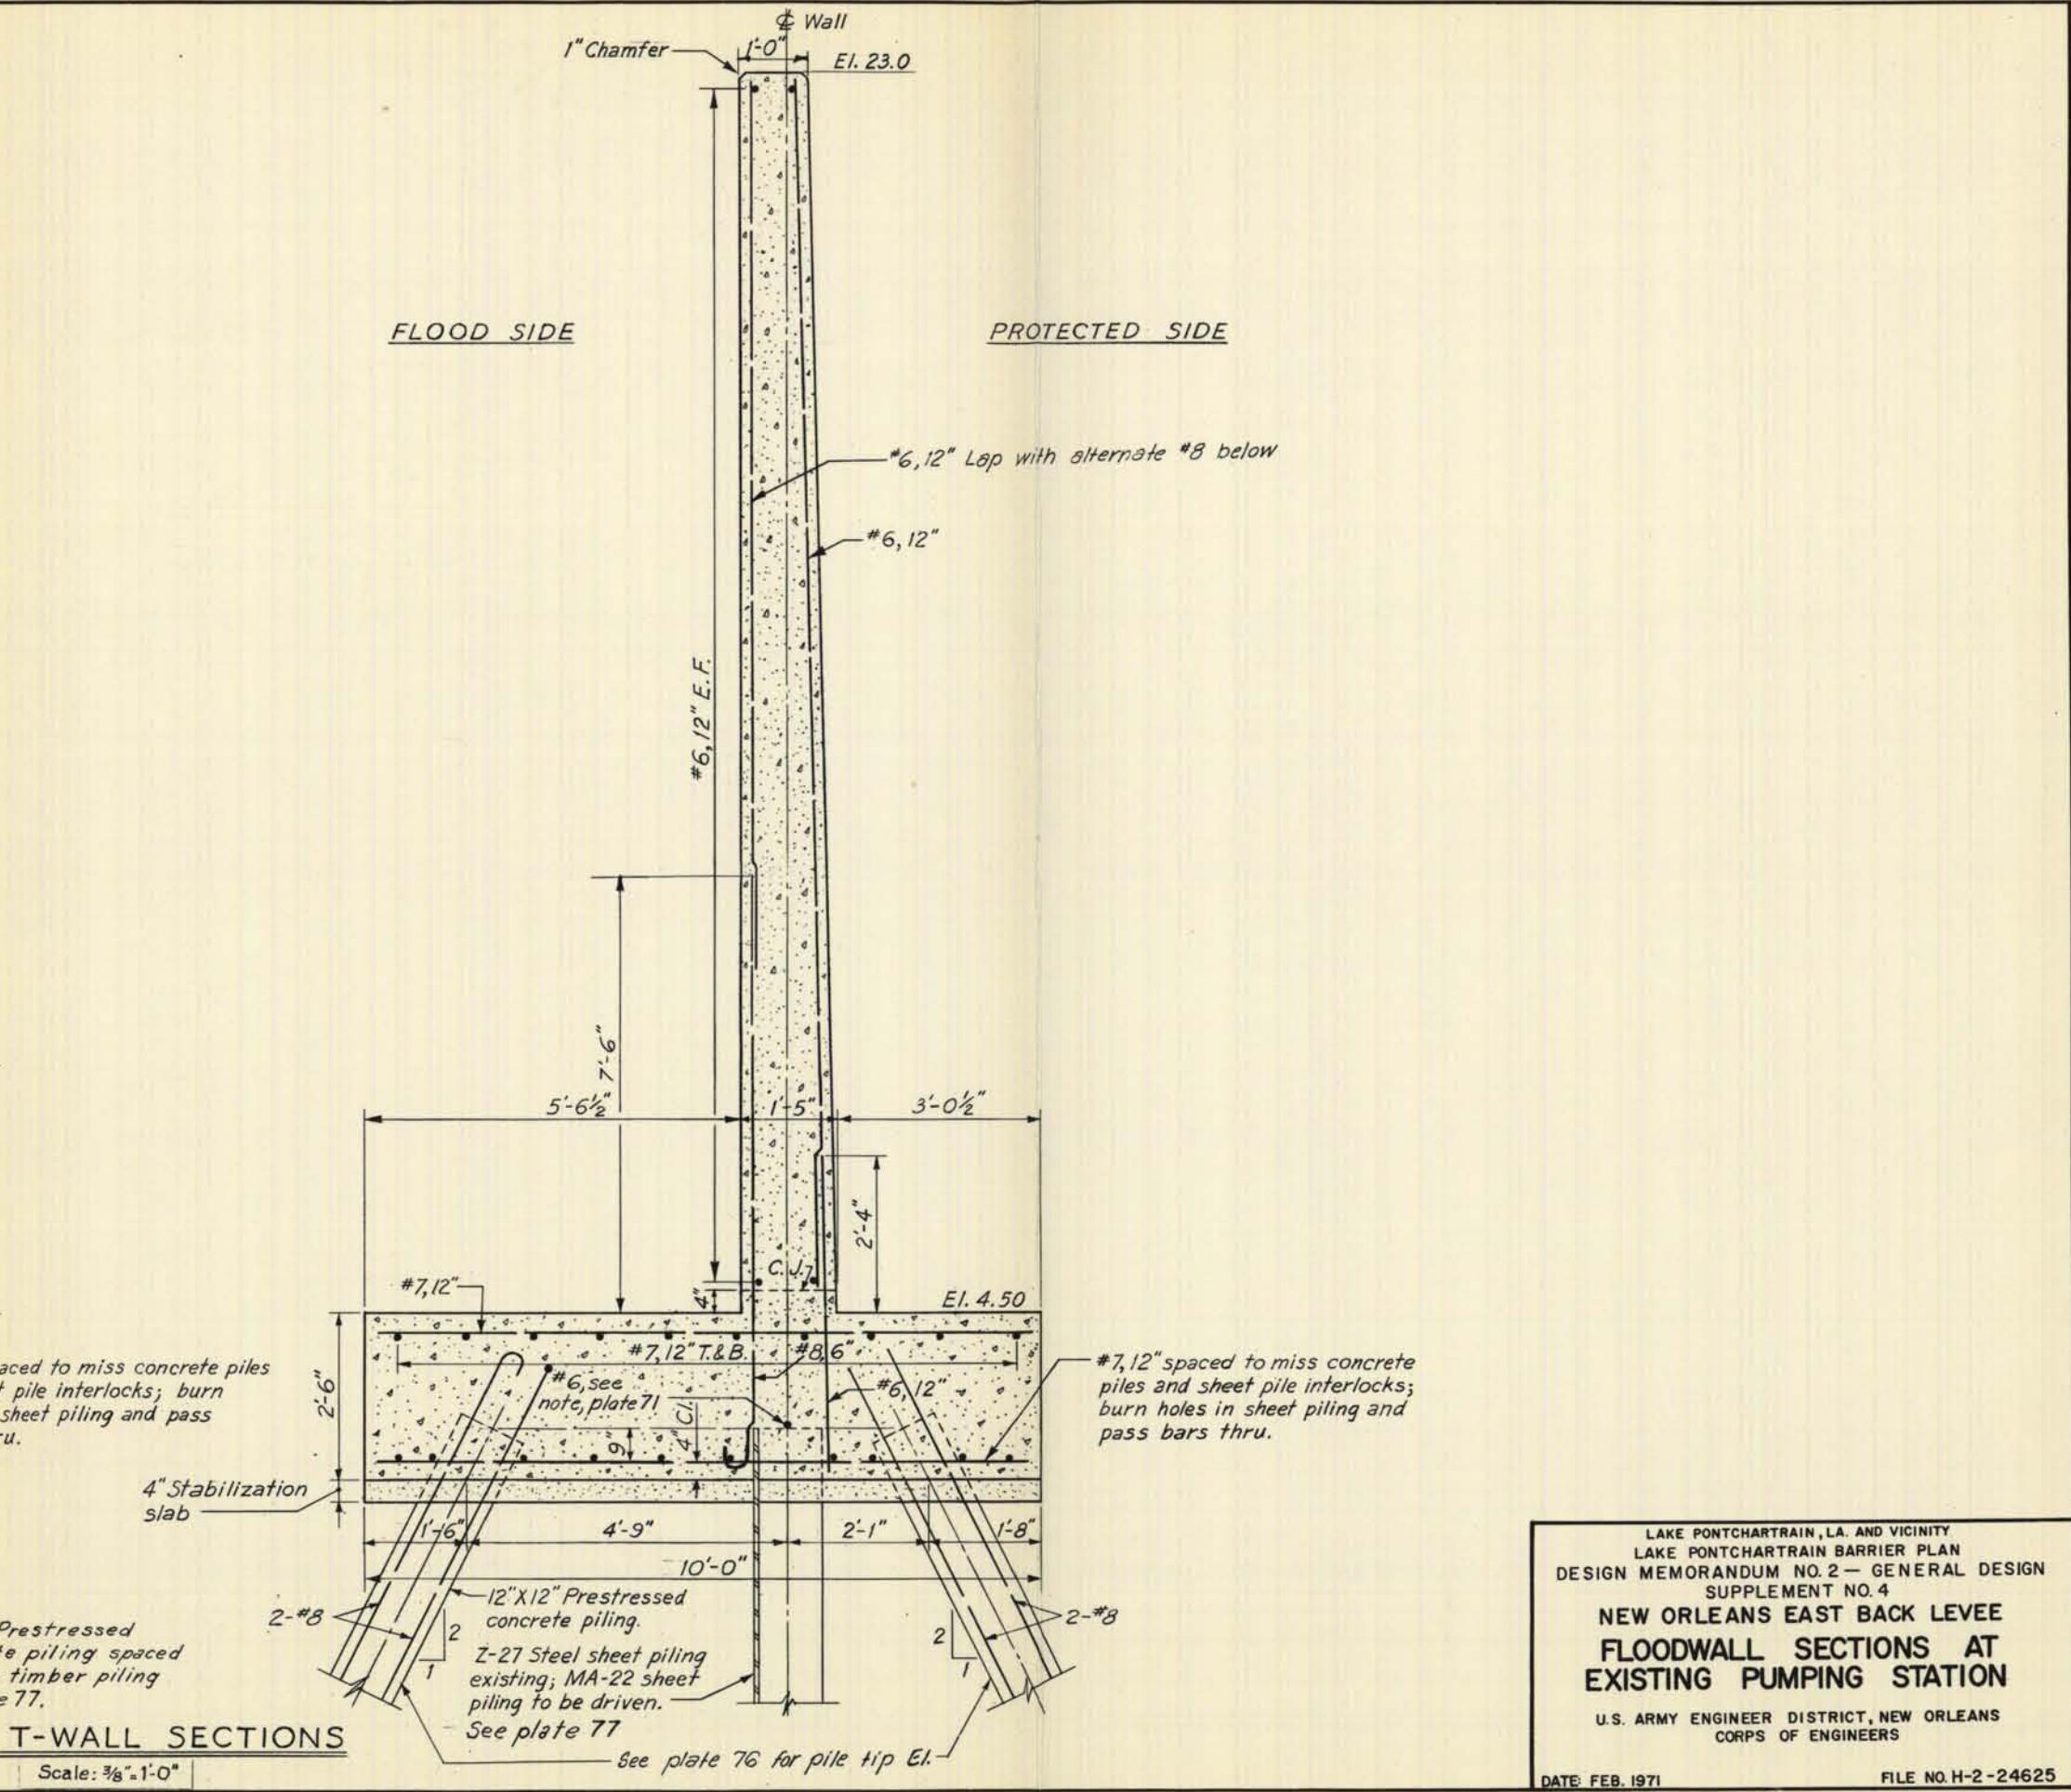 ℄ Wall
1" Chamfer
1'-0"
El. 23.0
FLOOD SIDE
PROTECTED SIDE
#6, 12" Lap with alternate #8 below
#6, 12"
#6, 12" E.F.
7'-6"
5'-6½"
1'-5"
3'-0½"
2'-4"
C.J.
#7, 12"
4"
El. 4.50
#7, 12" T.&B.
#8, 6"
2'-6"
#6, see
note, plate 71
#6, 12"
9"
4" Cl.
#7, 12" spaced to miss concrete
piles and sheet pile interlocks;
burn holes in sheet piling and
pass bars thru.
aced to miss concrete piles
t pile interlocks; burn
sheet piling and pass
u.
4" Stabilization
slab
1'-6"
4'-9"
2'-1"
1'-8"
10'-0"
12"X12" Prestressed
concrete piling.
2-#8
2-#8
2
1
2
1
Z-27 Steel sheet piling
existing; MA-22 sheet
piling to be driven.
See plate 77
Prestressed
te piling spaced
timber piling
e 77.
See plate 76 for pile tip El.
T-WALL SECTIONS
Scale: 3/8"=1'-0"
LAKE PONTCHARTRAIN, LA. AND VICINITY
LAKE PONTCHARTRAIN BARRIER PLAN
DESIGN MEMORANDUM NO. 2 — GENERAL DESIGN
SUPPLEMENT NO. 4
NEW ORLEANS EAST BACK LEVEE
FLOODWALL SECTIONS AT
EXISTING PUMPING STATION
U.S. ARMY ENGINEER DISTRICT, NEW ORLEANS
CORPS OF ENGINEERS
DATE: FEB. 1971
FILE NO. H-2-24625